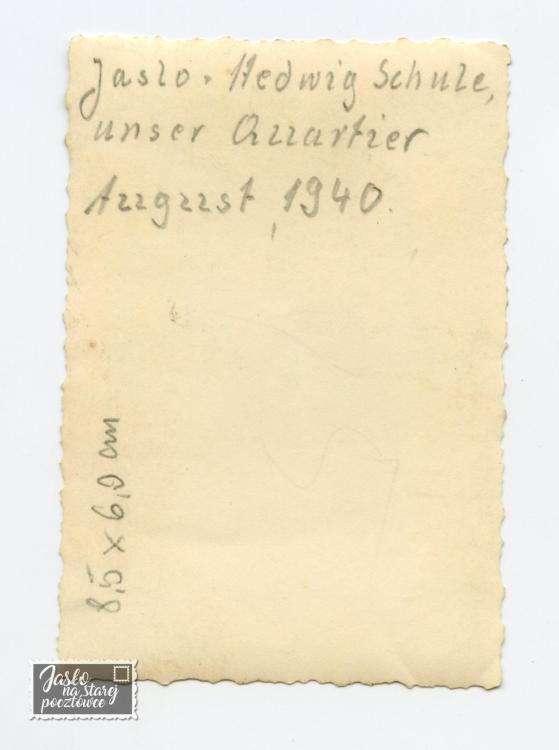 Jaslo. Hedwig Schule,
unser Quartier
August, 1940.
8,5 x 6,0 cm
Jasło
na starej
pocztówce